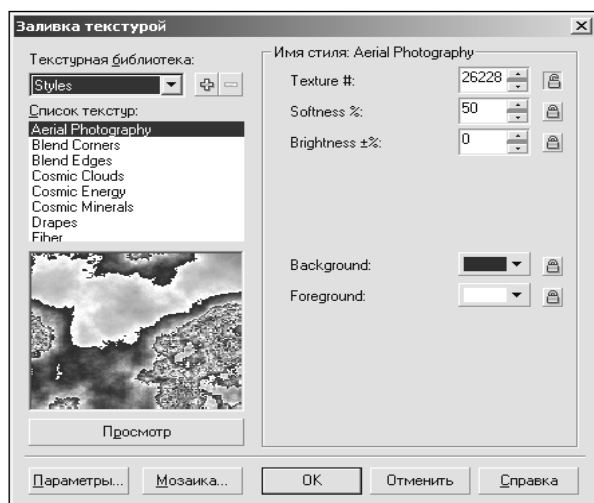 Заливка текстурой
Текстурная библиотека:
Styles
Список текстур:
Aerial Photography
Blend Corners
Blend Edges
Cosmic Clouds
Cosmic Energy
Cosmic Minerals
Drapes
Fiber
Просмотр
Имя стиля: Aerial Photography
Texture #: 26228
Softness %: 50
Brightness ±%: 0
Background:
Foreground:
Параметры... Мозаика... OK Отменить Справка